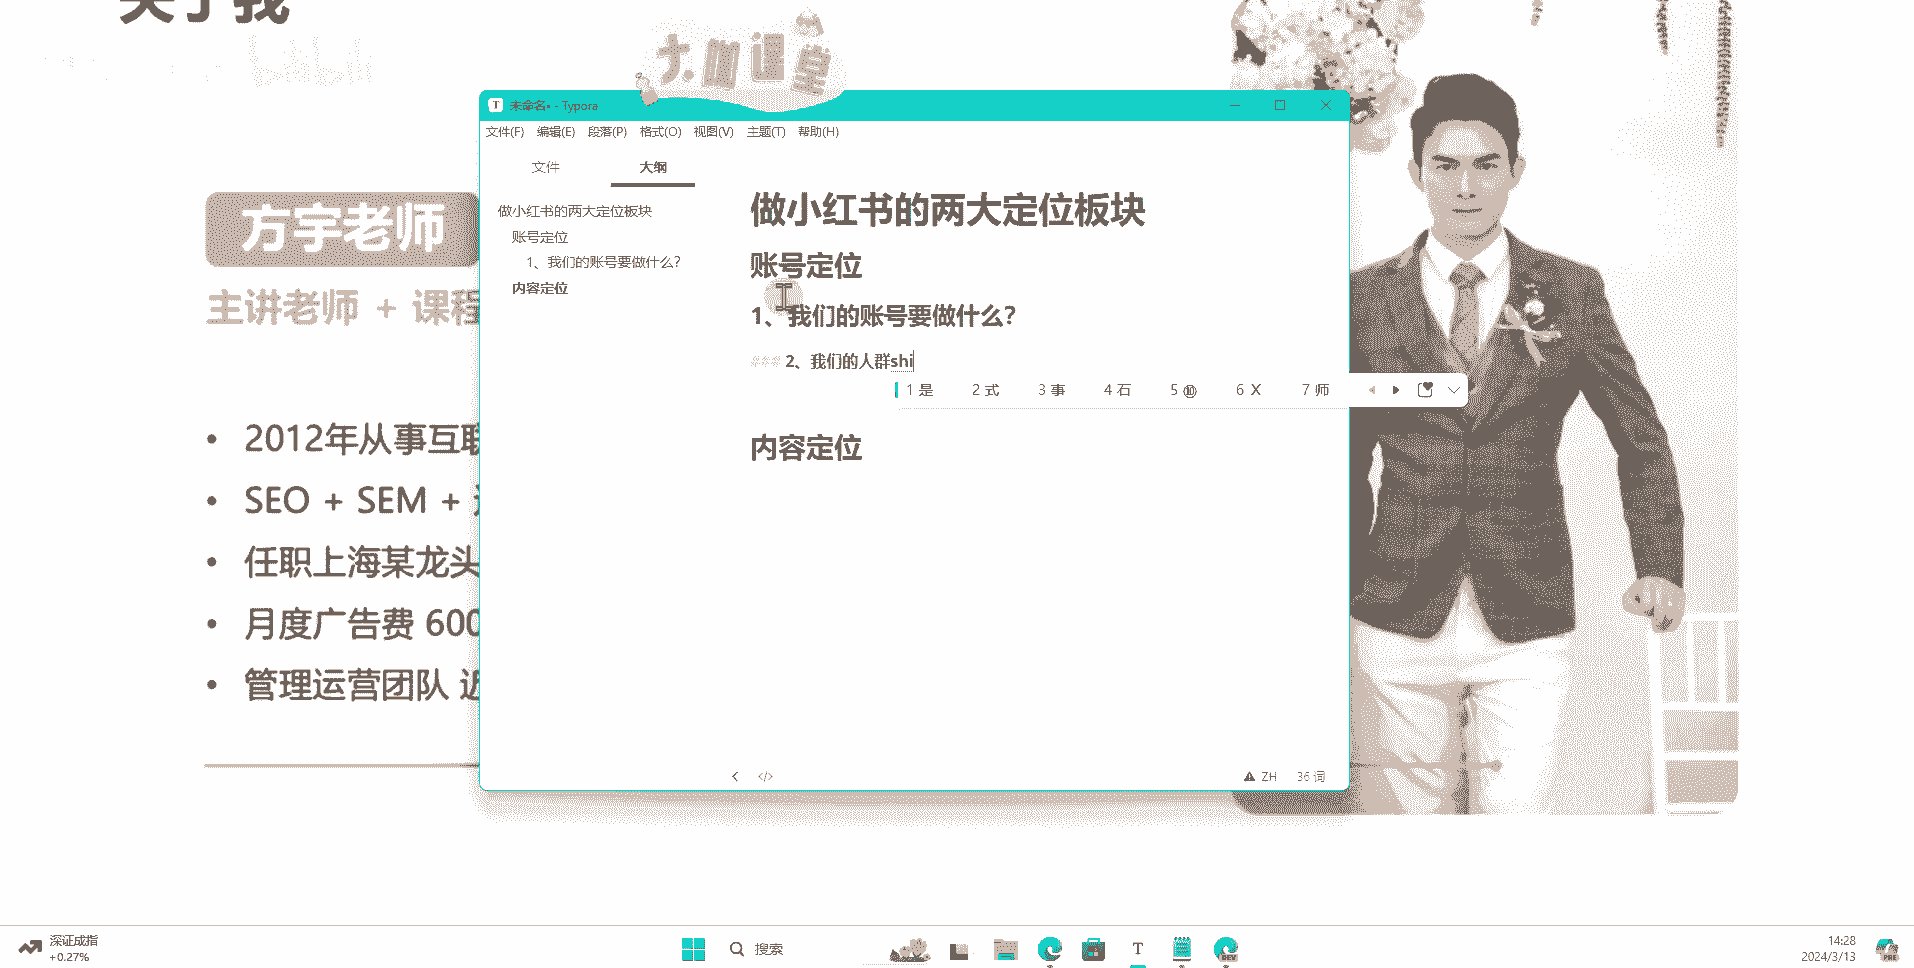 关于我
bilibili
大咖课堂
未命名• - Typora
文件(F) 编辑(E) 段落(P) 格式(O) 视图(V) 主题(T) 帮助(H)
文件 大纲
做小红书的两大定位板块
账号定位
1、我们的账号要做什么?
内容定位
做小红书的两大定位板块
账号定位
1、我们的账号要做什么?
### 2、我们的人群shi
1 是 2 式 3 事 4 石 5 ⑩ 6 X 7 师
内容定位
</> ZH 36 词
方宇老师
主讲老师 + 课程
• 2012年从事互联
• SEO + SEM +
• 任职上海某龙头
• 月度广告费 600
• 管理运营团队 近
深证成指
+0.27%
搜索
T
DEV
14:28
2024/3/13
PRE